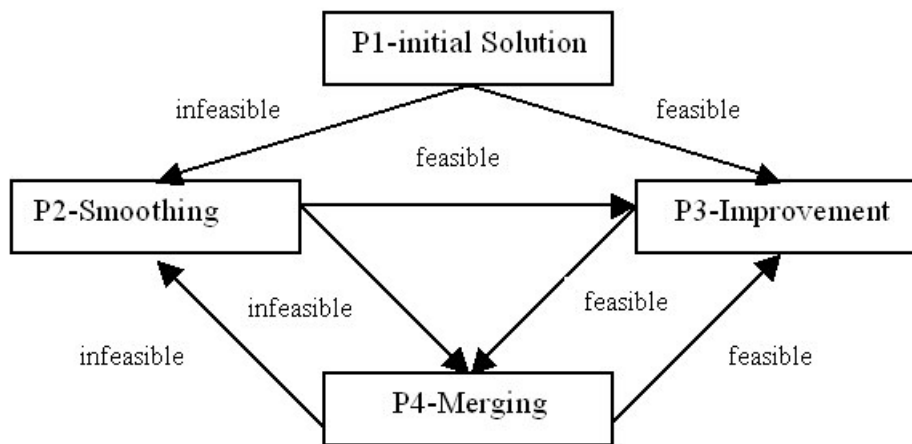 P1-initial Solution
infeasible
feasible
feasible
P2-Smoothing
P3-Improvement
infeasible
feasible
infeasible
feasible
P4-Merging